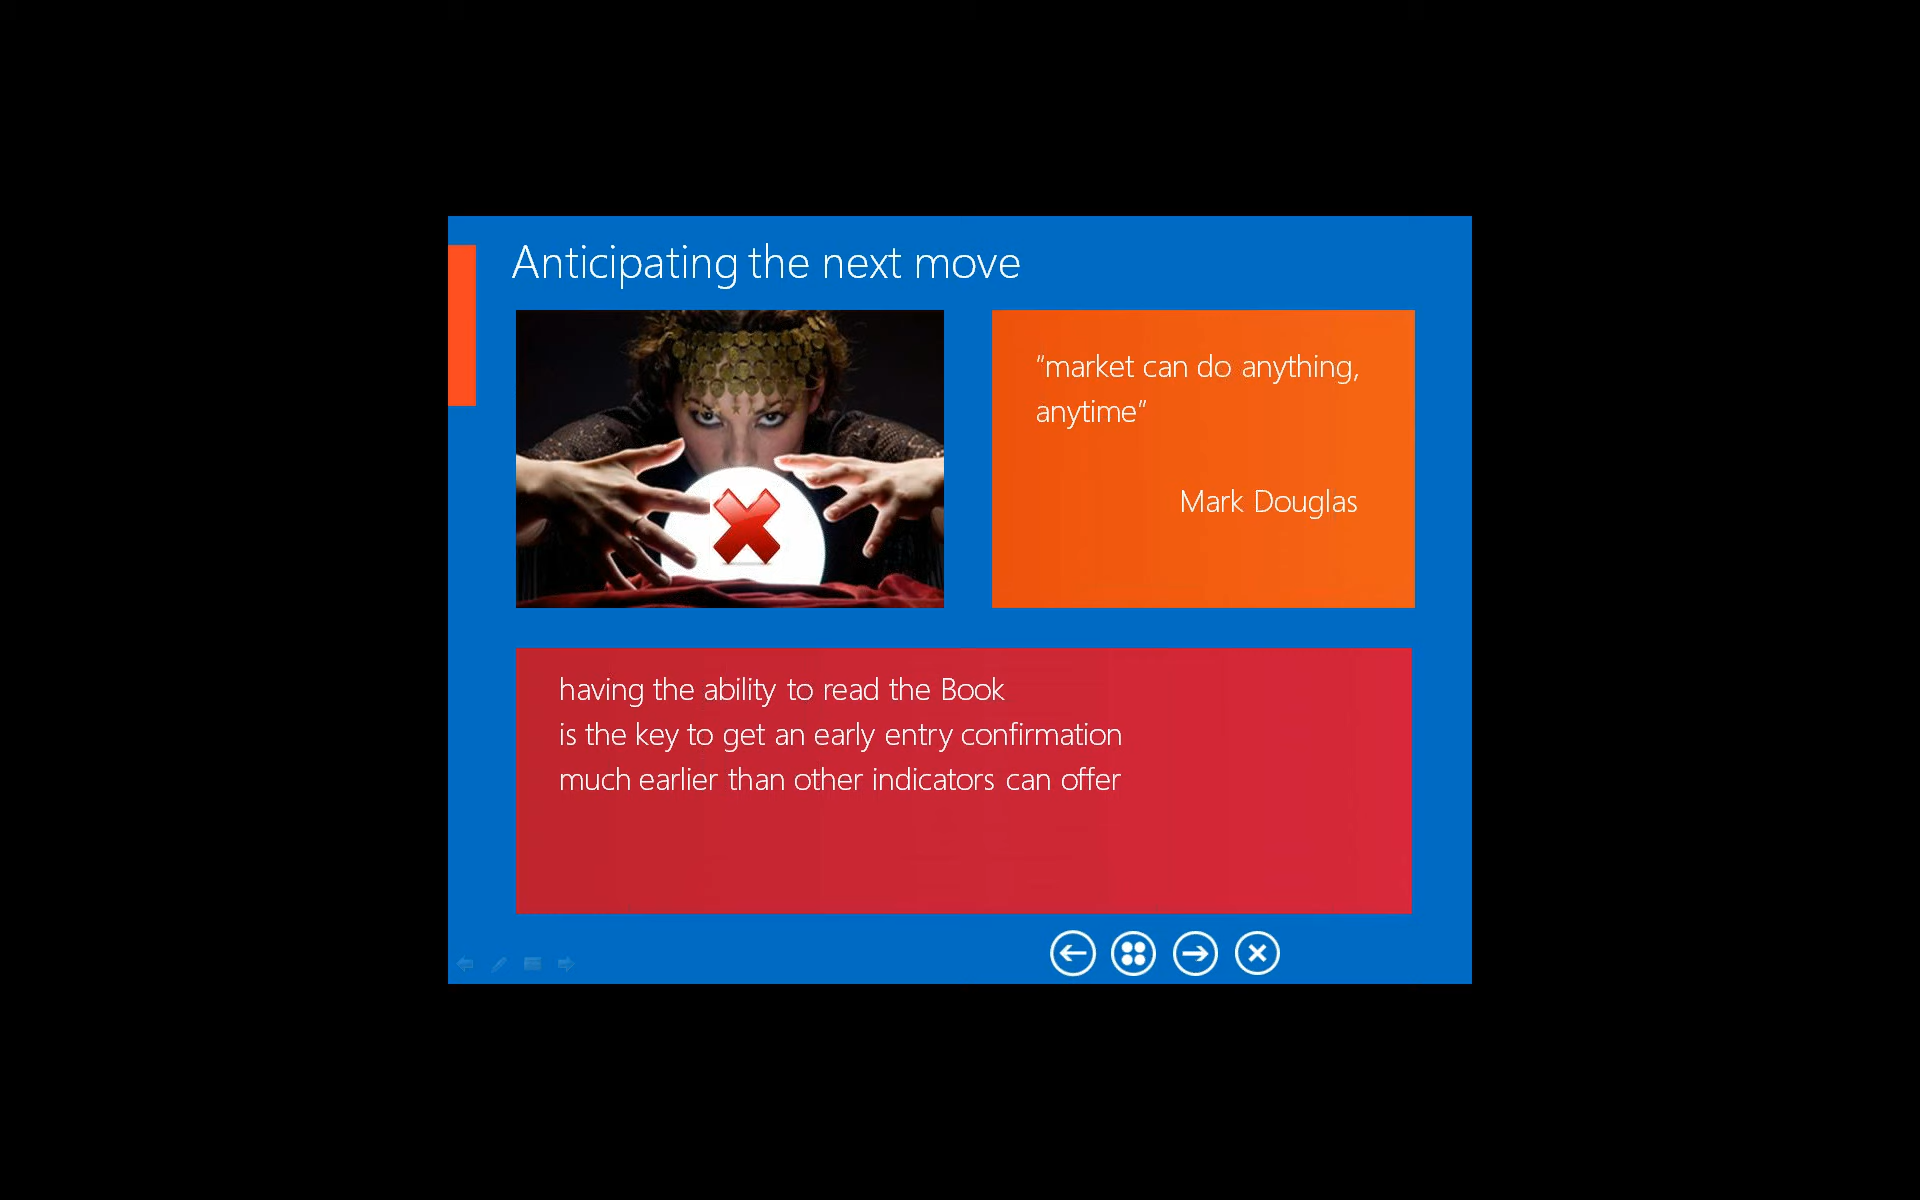 Anticipating the next move
"market can do anything,
anytime"
Mark Douglas
having the ability to read the Book
is the key to get an early entry confirmation
much earlier than other indicators can offer